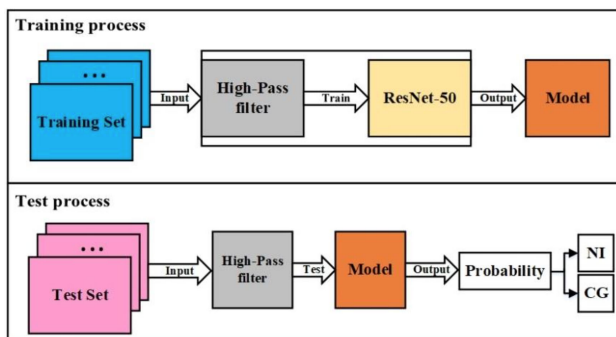 Training process
...
Training Set
Input
High-Pass
filter
Train
ResNet-50
Output
Model
Test process
...
Test Set
Input
High-Pass
filter
Test
Model
Output
Probability
NI
CG